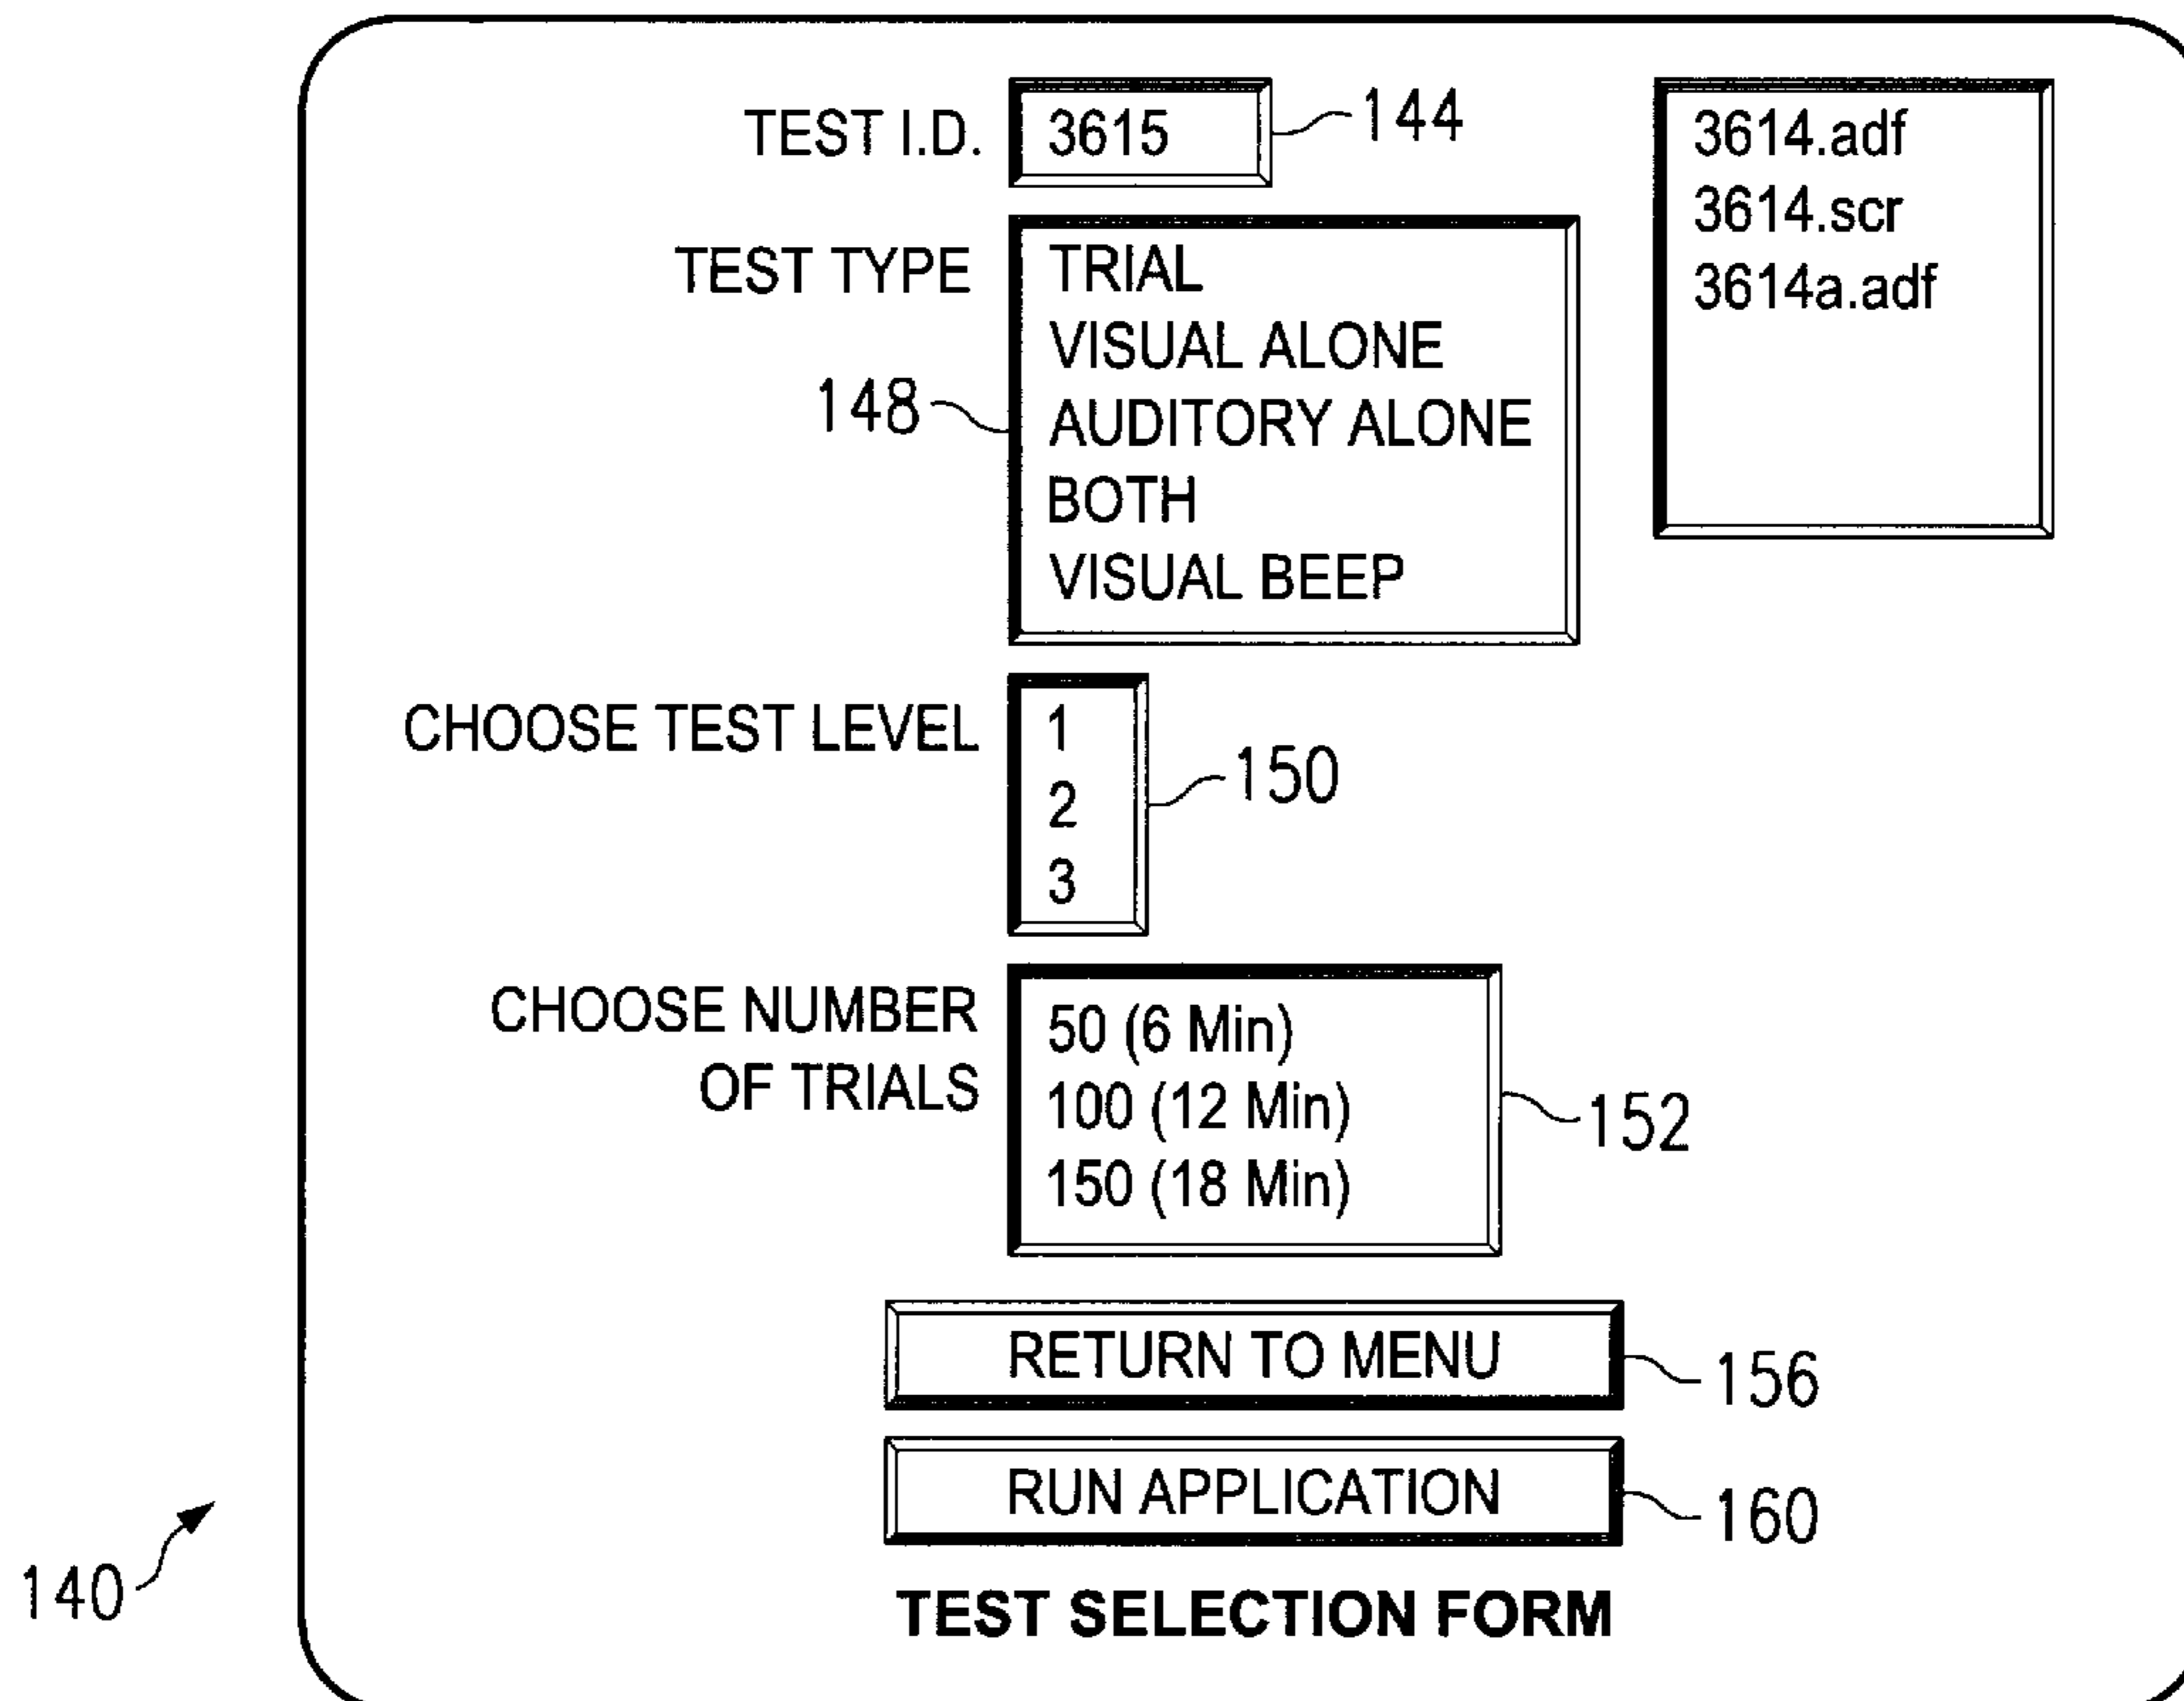 TEST I.D. 3615 144
3614.adf
3614.scr
3614a.adf
TEST TYPE
TRIAL
VISUAL ALONE
AUDITORY ALONE
BOTH
VISUAL BEEP
148
CHOOSE TEST LEVEL
1
2
3
150
CHOOSE NUMBER
OF TRIALS
50 (6 Min)
100 (12 Min)
150 (18 Min)
152
RETURN TO MENU 156
RUN APPLICATION 160
140
TEST SELECTION FORM